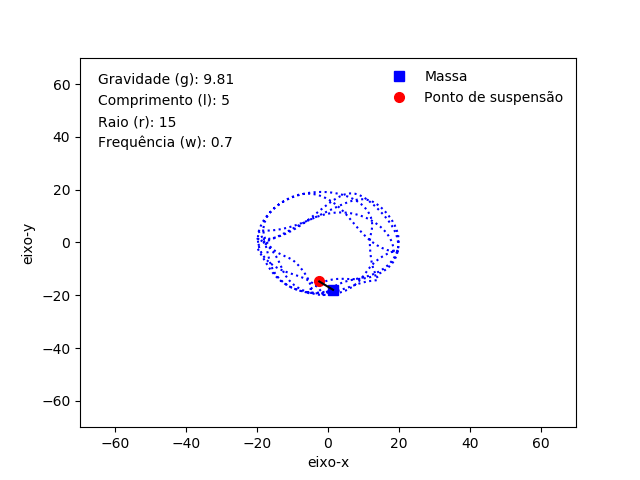 Gravidade (g): 9.81
Comprimento (l): 5
Raio (r): 15
Frequência (w): 0.7
Massa
Ponto de suspensão
60
40
20
0
−20
−40
−60
eixo-y
−60 −40 −20 0 20 40 60
eixo-x